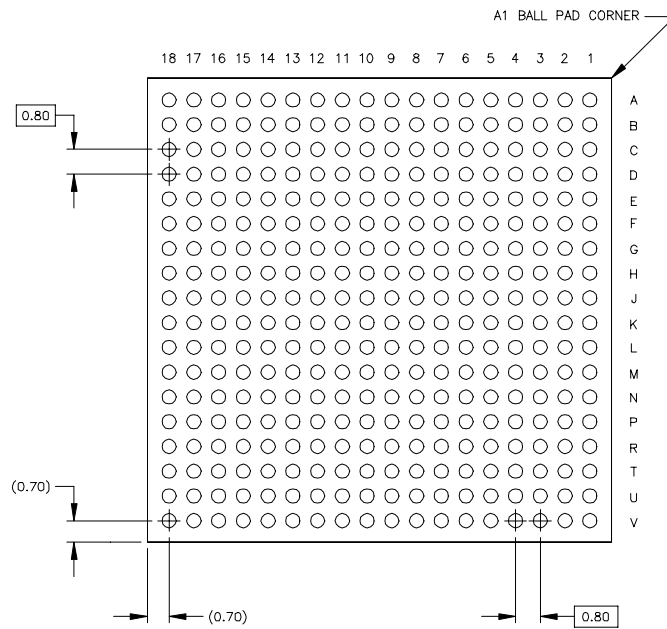 A1 BALL PAD CORNER
18 17 16 15 14 13 12 11 10 9 8 7 6 5 4 3 2 1
A
0.80
B
C
D
E
F
G
H
J
K
L
M
N
P
R
T
(0.70)
U
V
(0.70)
0.80